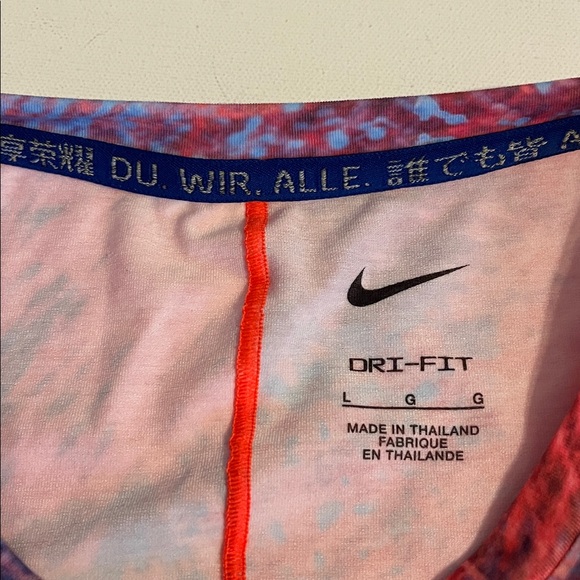 享荣耀 DU. WIR. ALLE. 誰でも皆 A
DRI-FIT
L G G
MADE IN THAILAND
FABRIQUE
EN THAILANDE